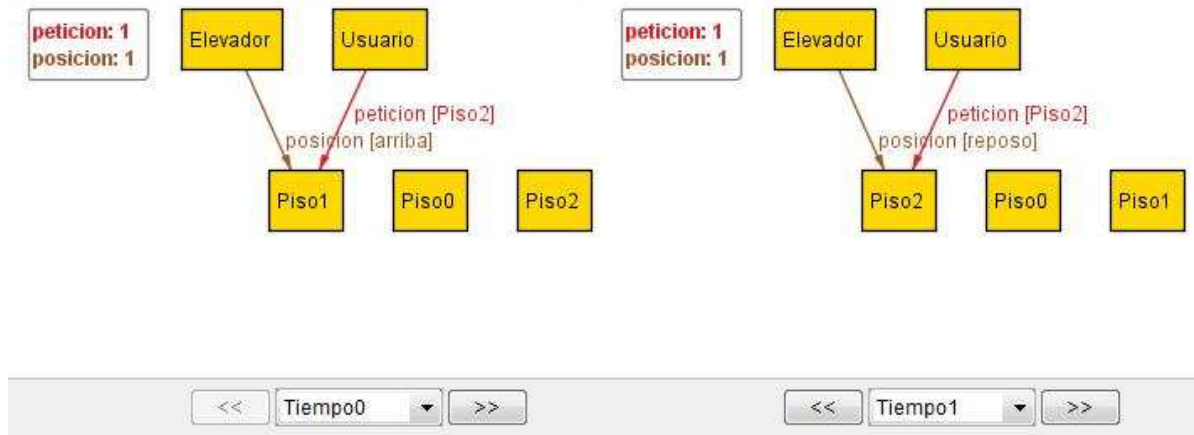 peticion: 1
posicion: 1
Elevador
Usuario
peticion [Piso2]
posicion [arriba]
Piso1
Piso0
Piso2
<<
Tiempo0
>>
peticion: 1
posicion: 1
Elevador
Usuario
peticion [Piso2]
posicion [reposo]
Piso2
Piso0
Piso1
<<
Tiempo1
>>